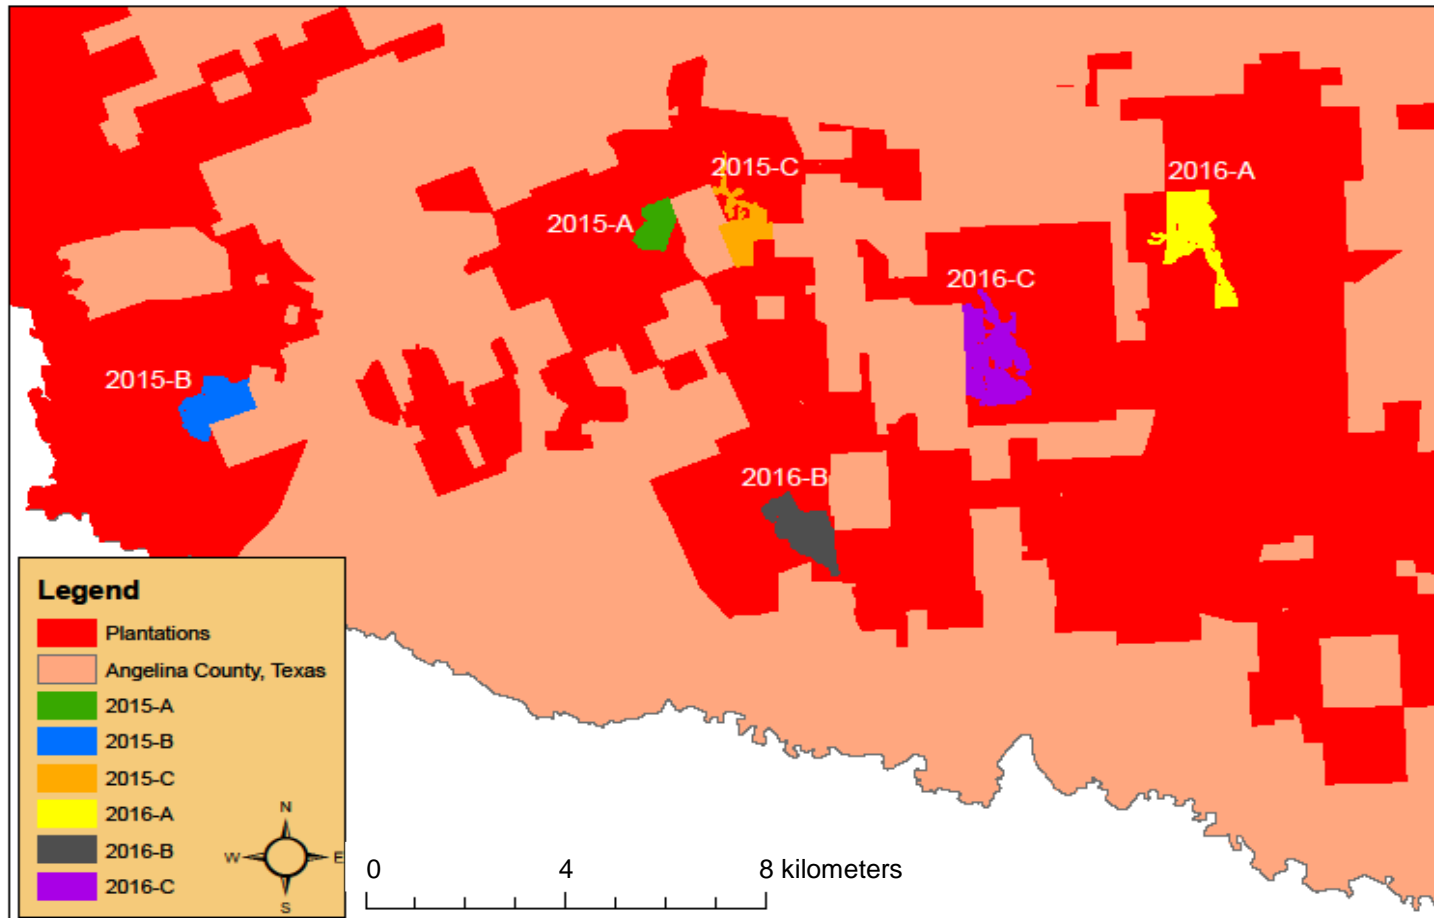 2015-C
2016-A
2015-A
2016-C
2015-B
2016-B
Legend
Plantations
Angelina County, Texas
2015-A
2015-B
2015-C
2016-A
2016-B
2016-C
N
W E
S
0 4 8 kilometers